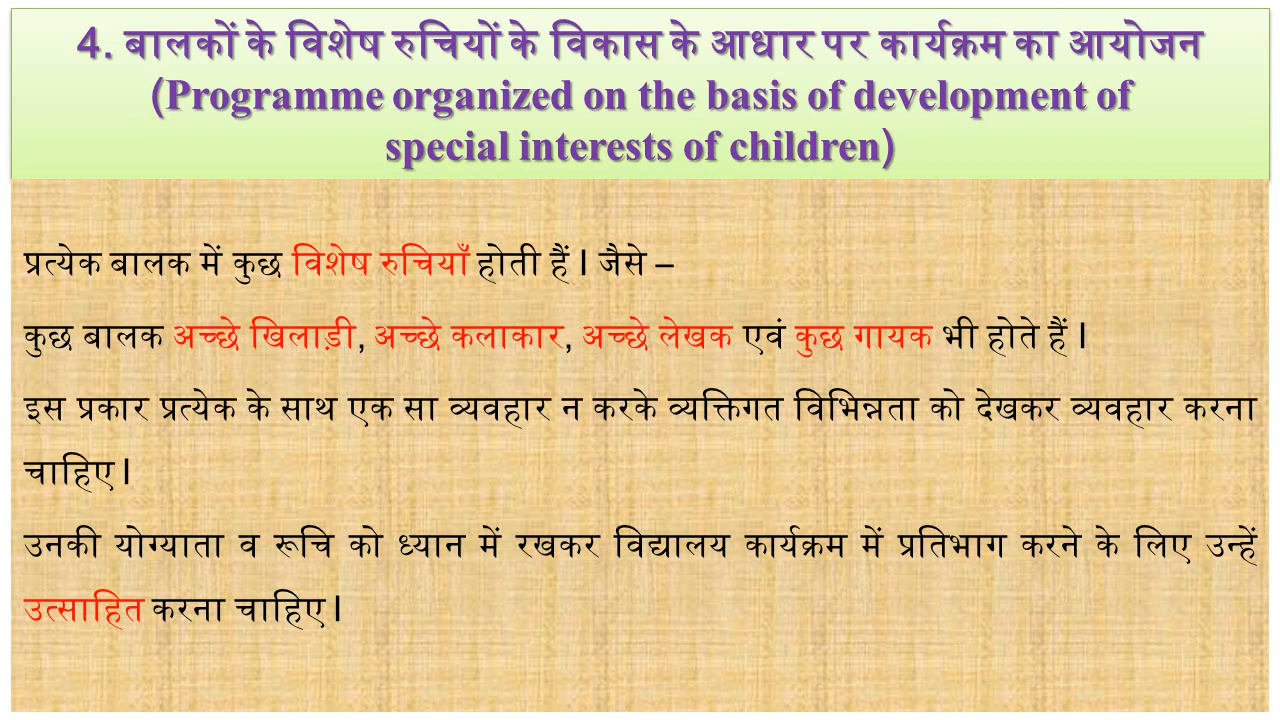 4. बालकों के विशेष रुचियों के विकास के आधार पर कार्यक्रम का आयोजन
(Programme organized on the basis of development of
special interests of children)
प्रत्येक बालक में कुछ विशेष रुचियाँ होती हैं l जैसे –
कुछ बालक अच्छे खिलाड़ी, अच्छे कलाकार, अच्छे लेखक एवं कुछ गायक भी होते हैं l
इस प्रकार प्रत्येक के साथ एक सा व्यवहार न करके व्यक्तिगत विभिन्नता को देखकर व्यवहार करना
चाहिए l
उनकी योग्याता व रूचि को ध्यान में रखकर विद्यालय कार्यक्रम में प्रतिभाग करने के लिए उन्हें
उत्साहित करना चाहिए l